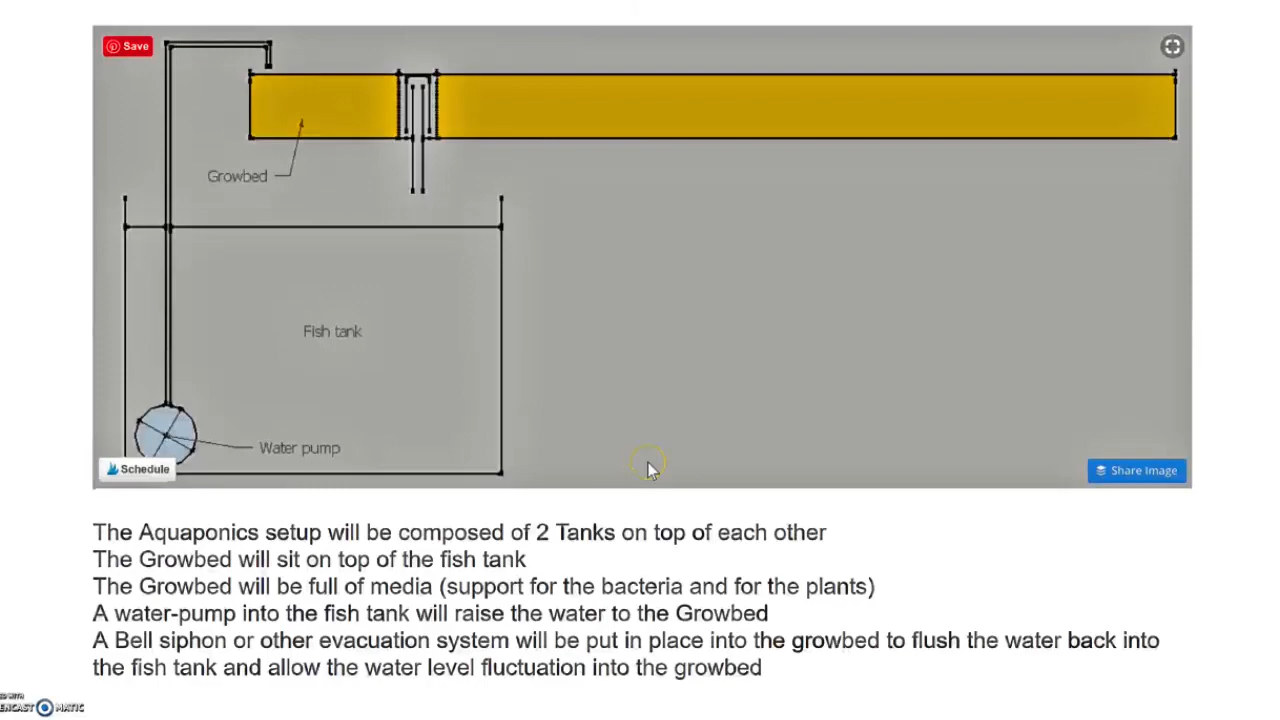 Save
Growbed
Fish tank
Water pump
Schedule
Share Image
The Aquaponics setup will be composed of 2 Tanks on top of each other
The Growbed will sit on top of the fish tank
The Growbed will be full of media (support for the bacteria and for the plants)
A water-pump into the fish tank will raise the water to the Growbed
A Bell siphon or other evacuation system will be put in place into the growbed to flush the water back into
the fish tank and allow the water level fluctuation into the growbed
MATIC